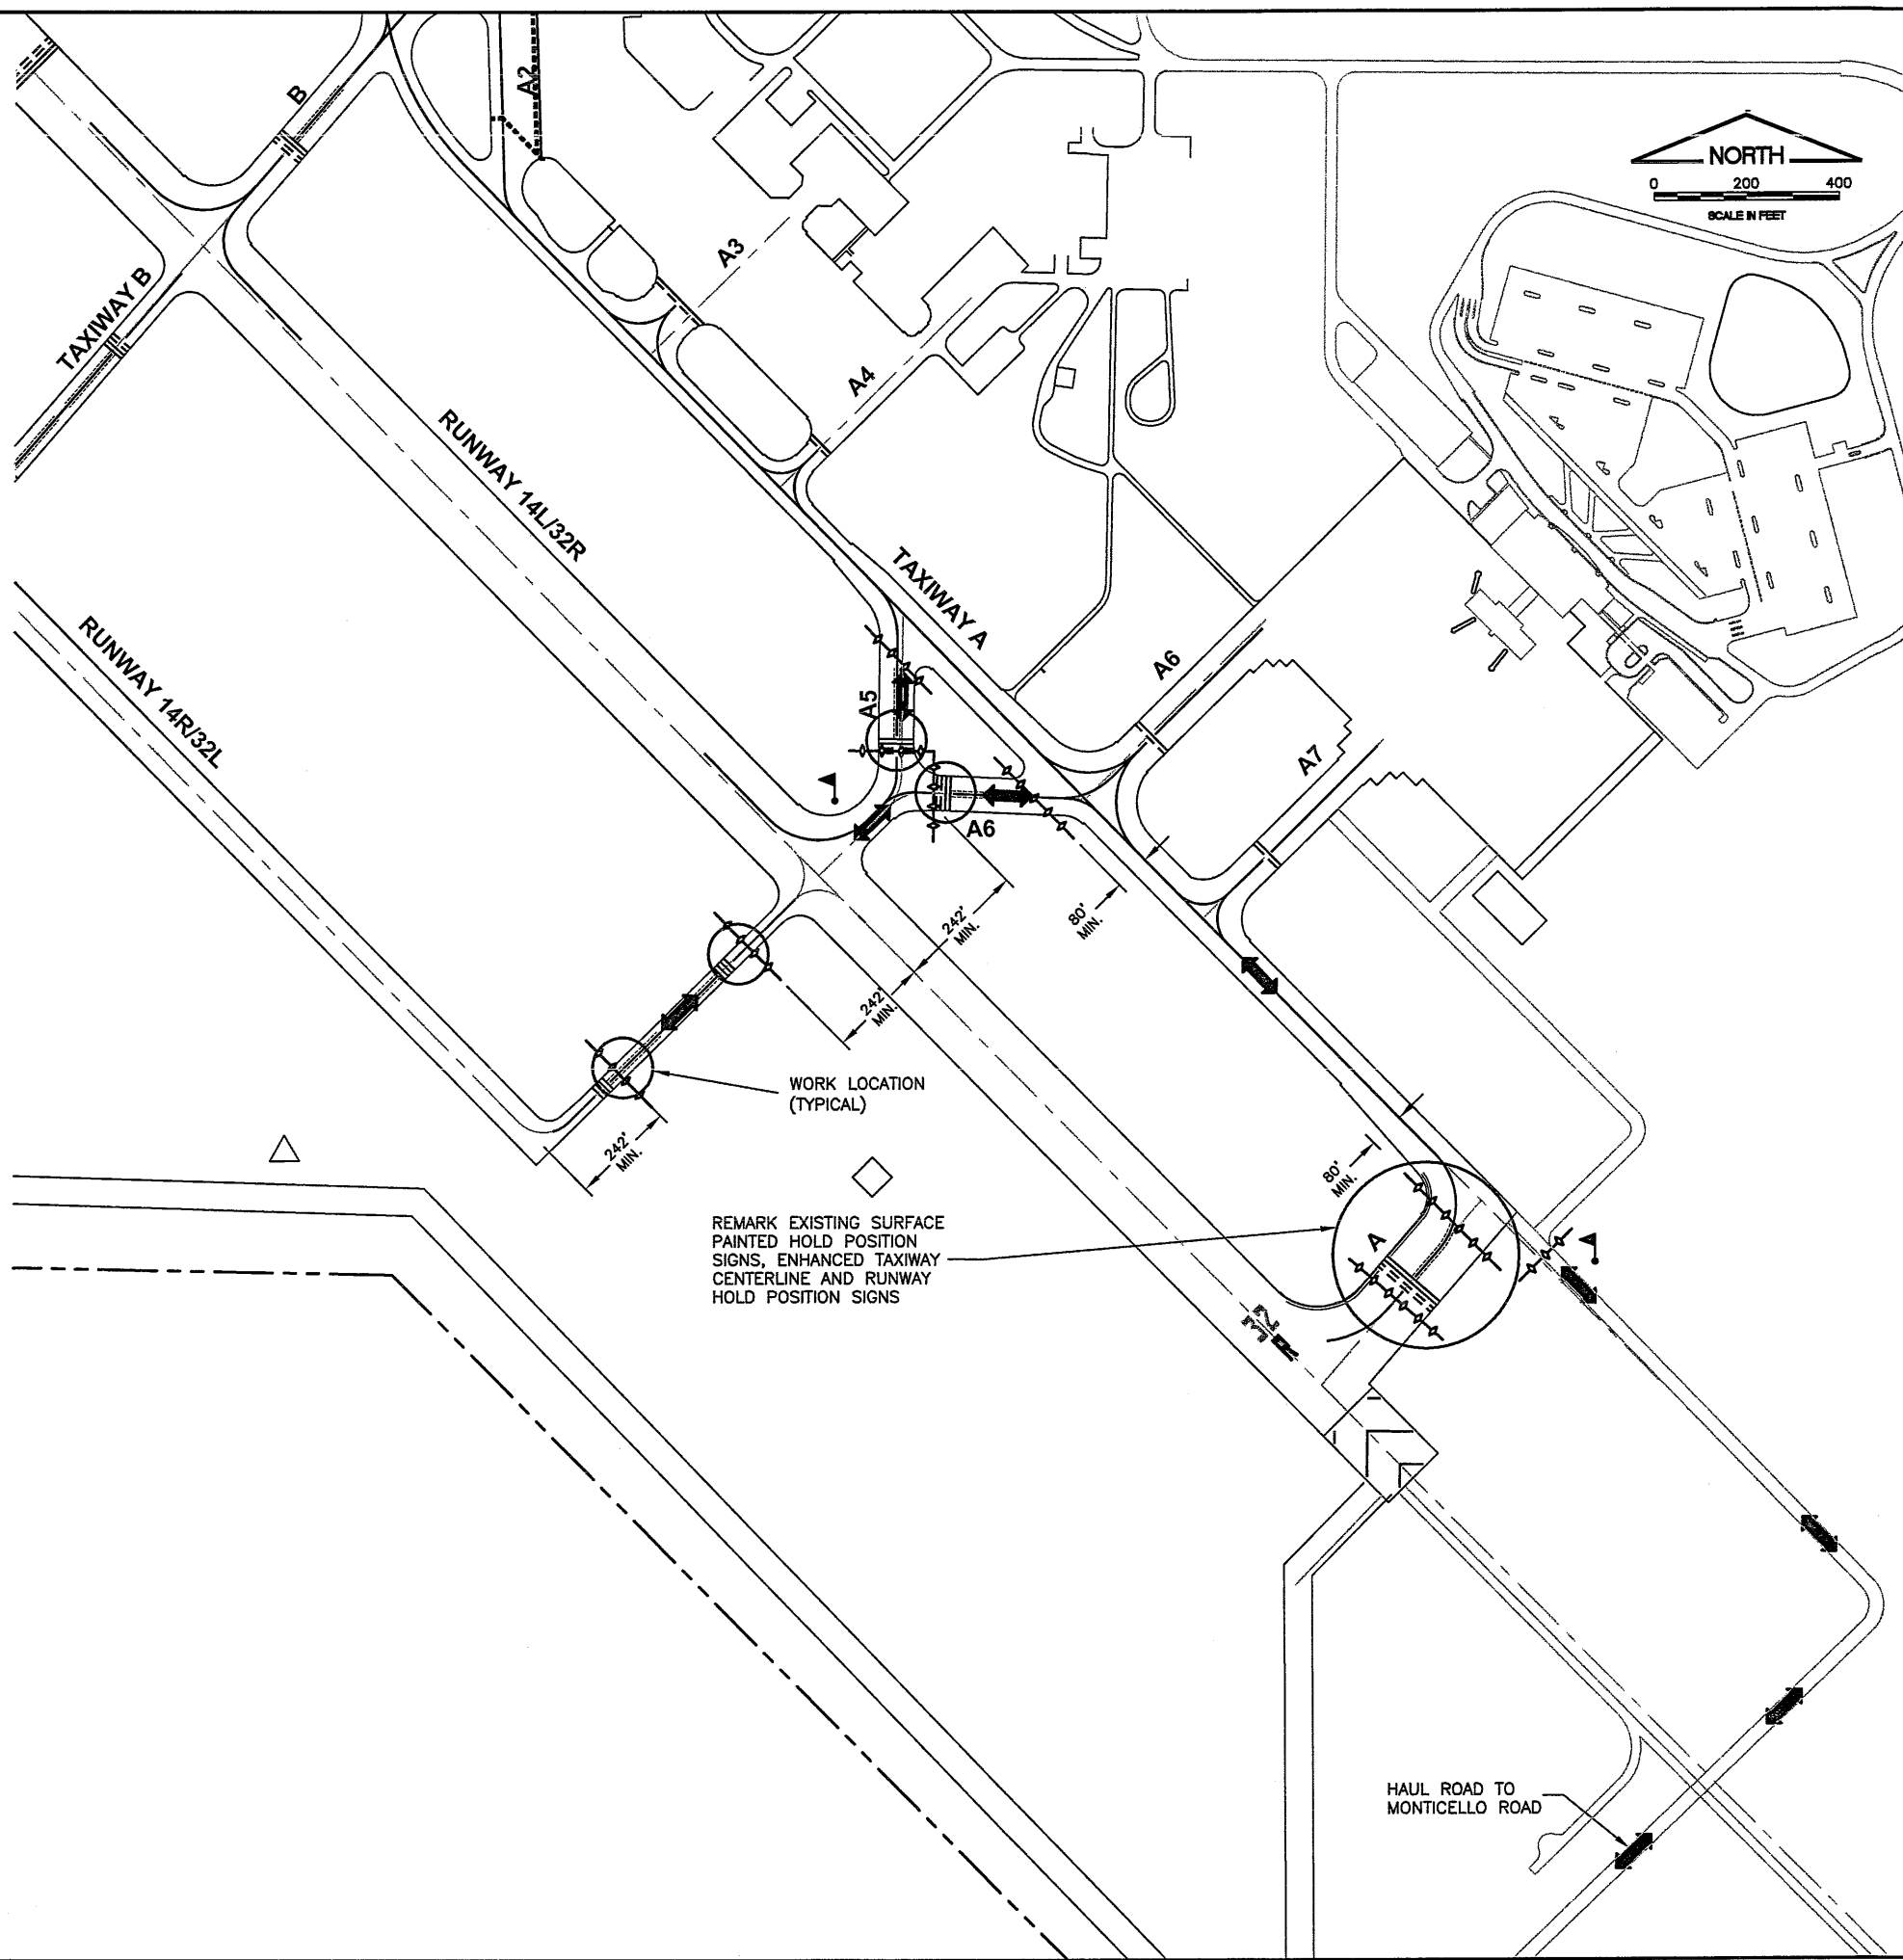 B
A2
NORTH
0 200 400
SCALE IN FEET
A3
TAXIWAY B
A4
RUNWAY 14L/32R
TAXIWAY A
RUNWAY 14R/32L
A6
A5
A7
A6
80'
MIN.
242'
MIN.
242'
MIN.
WORK LOCATION
(TYPICAL)
242'
MIN.
80'
MIN.
REMARK EXISTING SURFACE
PAINTED HOLD POSITION
SIGNS, ENHANCED TAXIWAY
CENTERLINE AND RUNWAY
HOLD POSITION SIGNS
A
32
R
HAUL ROAD TO
MONTICELLO ROAD